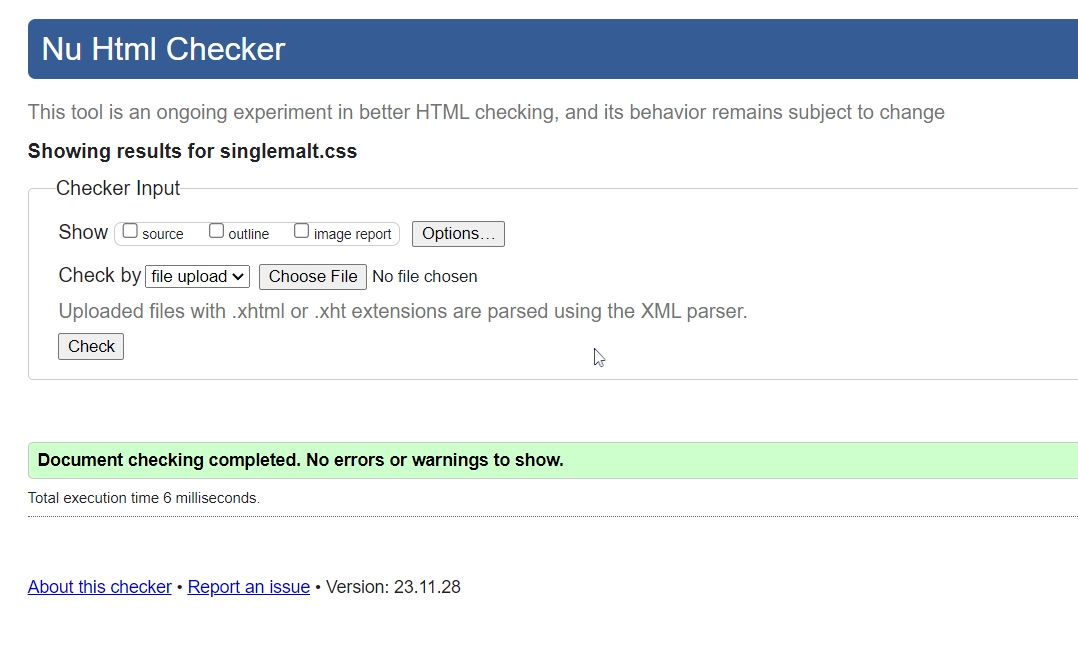 Nu Html Checker
This tool is an ongoing experiment in better HTML checking, and its behavior remains subject to change
Showing results for singlemalt.css
Checker Input
Show source outline image report Options...
Check by file upload Choose File No file chosen
Uploaded files with .xhtml or .xht extensions are parsed using the XML parser.
Check
Document checking completed. No errors or warnings to show.
Total execution time 6 milliseconds.
About this checker • Report an issue • Version: 23.11.28